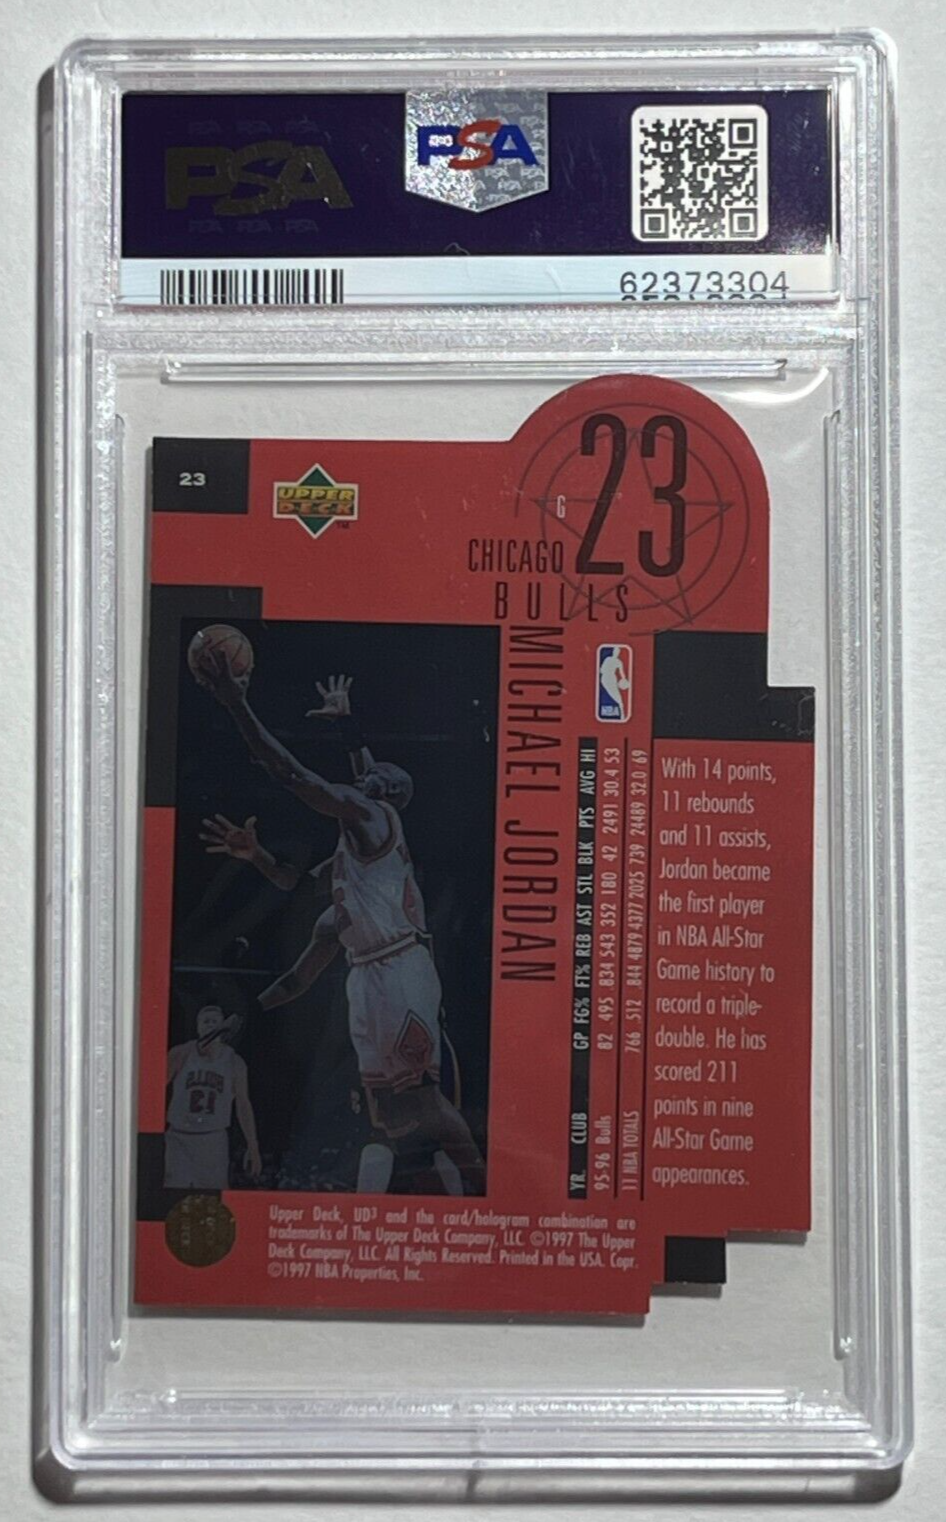 PSA
PSA
62373304
23
UPPER
DECK
TM
G
23
CHICAGO
BULLS
MICHAEL JORDAN
NBA
YR. CLUB GP FG% FT% REB AST STL BLK PTS AVG HI
95-96 Bulls 82 .495 .834 543 352 180 42 2491 30.4 53
11 NBA TOTALS 766 .512 .844 4879 4377 2025 739 24489 32.0 69
With 14 points,
11 rebounds
and 11 assists,
Jordan became
the first player
in NBA All-Star
Game history to
record a triple-
double. He has
scored 211
points in nine
All-Star Game
appearances.
BULLS
13
Upper Deck, UD³ and the card/hologram combination are
trademarks of The Upper Deck Company, LLC. ©1997 The Upper
Deck Company, LLC. All Rights Reserved. Printed in the USA. Copr.
©1997 NBA Properties, Inc.